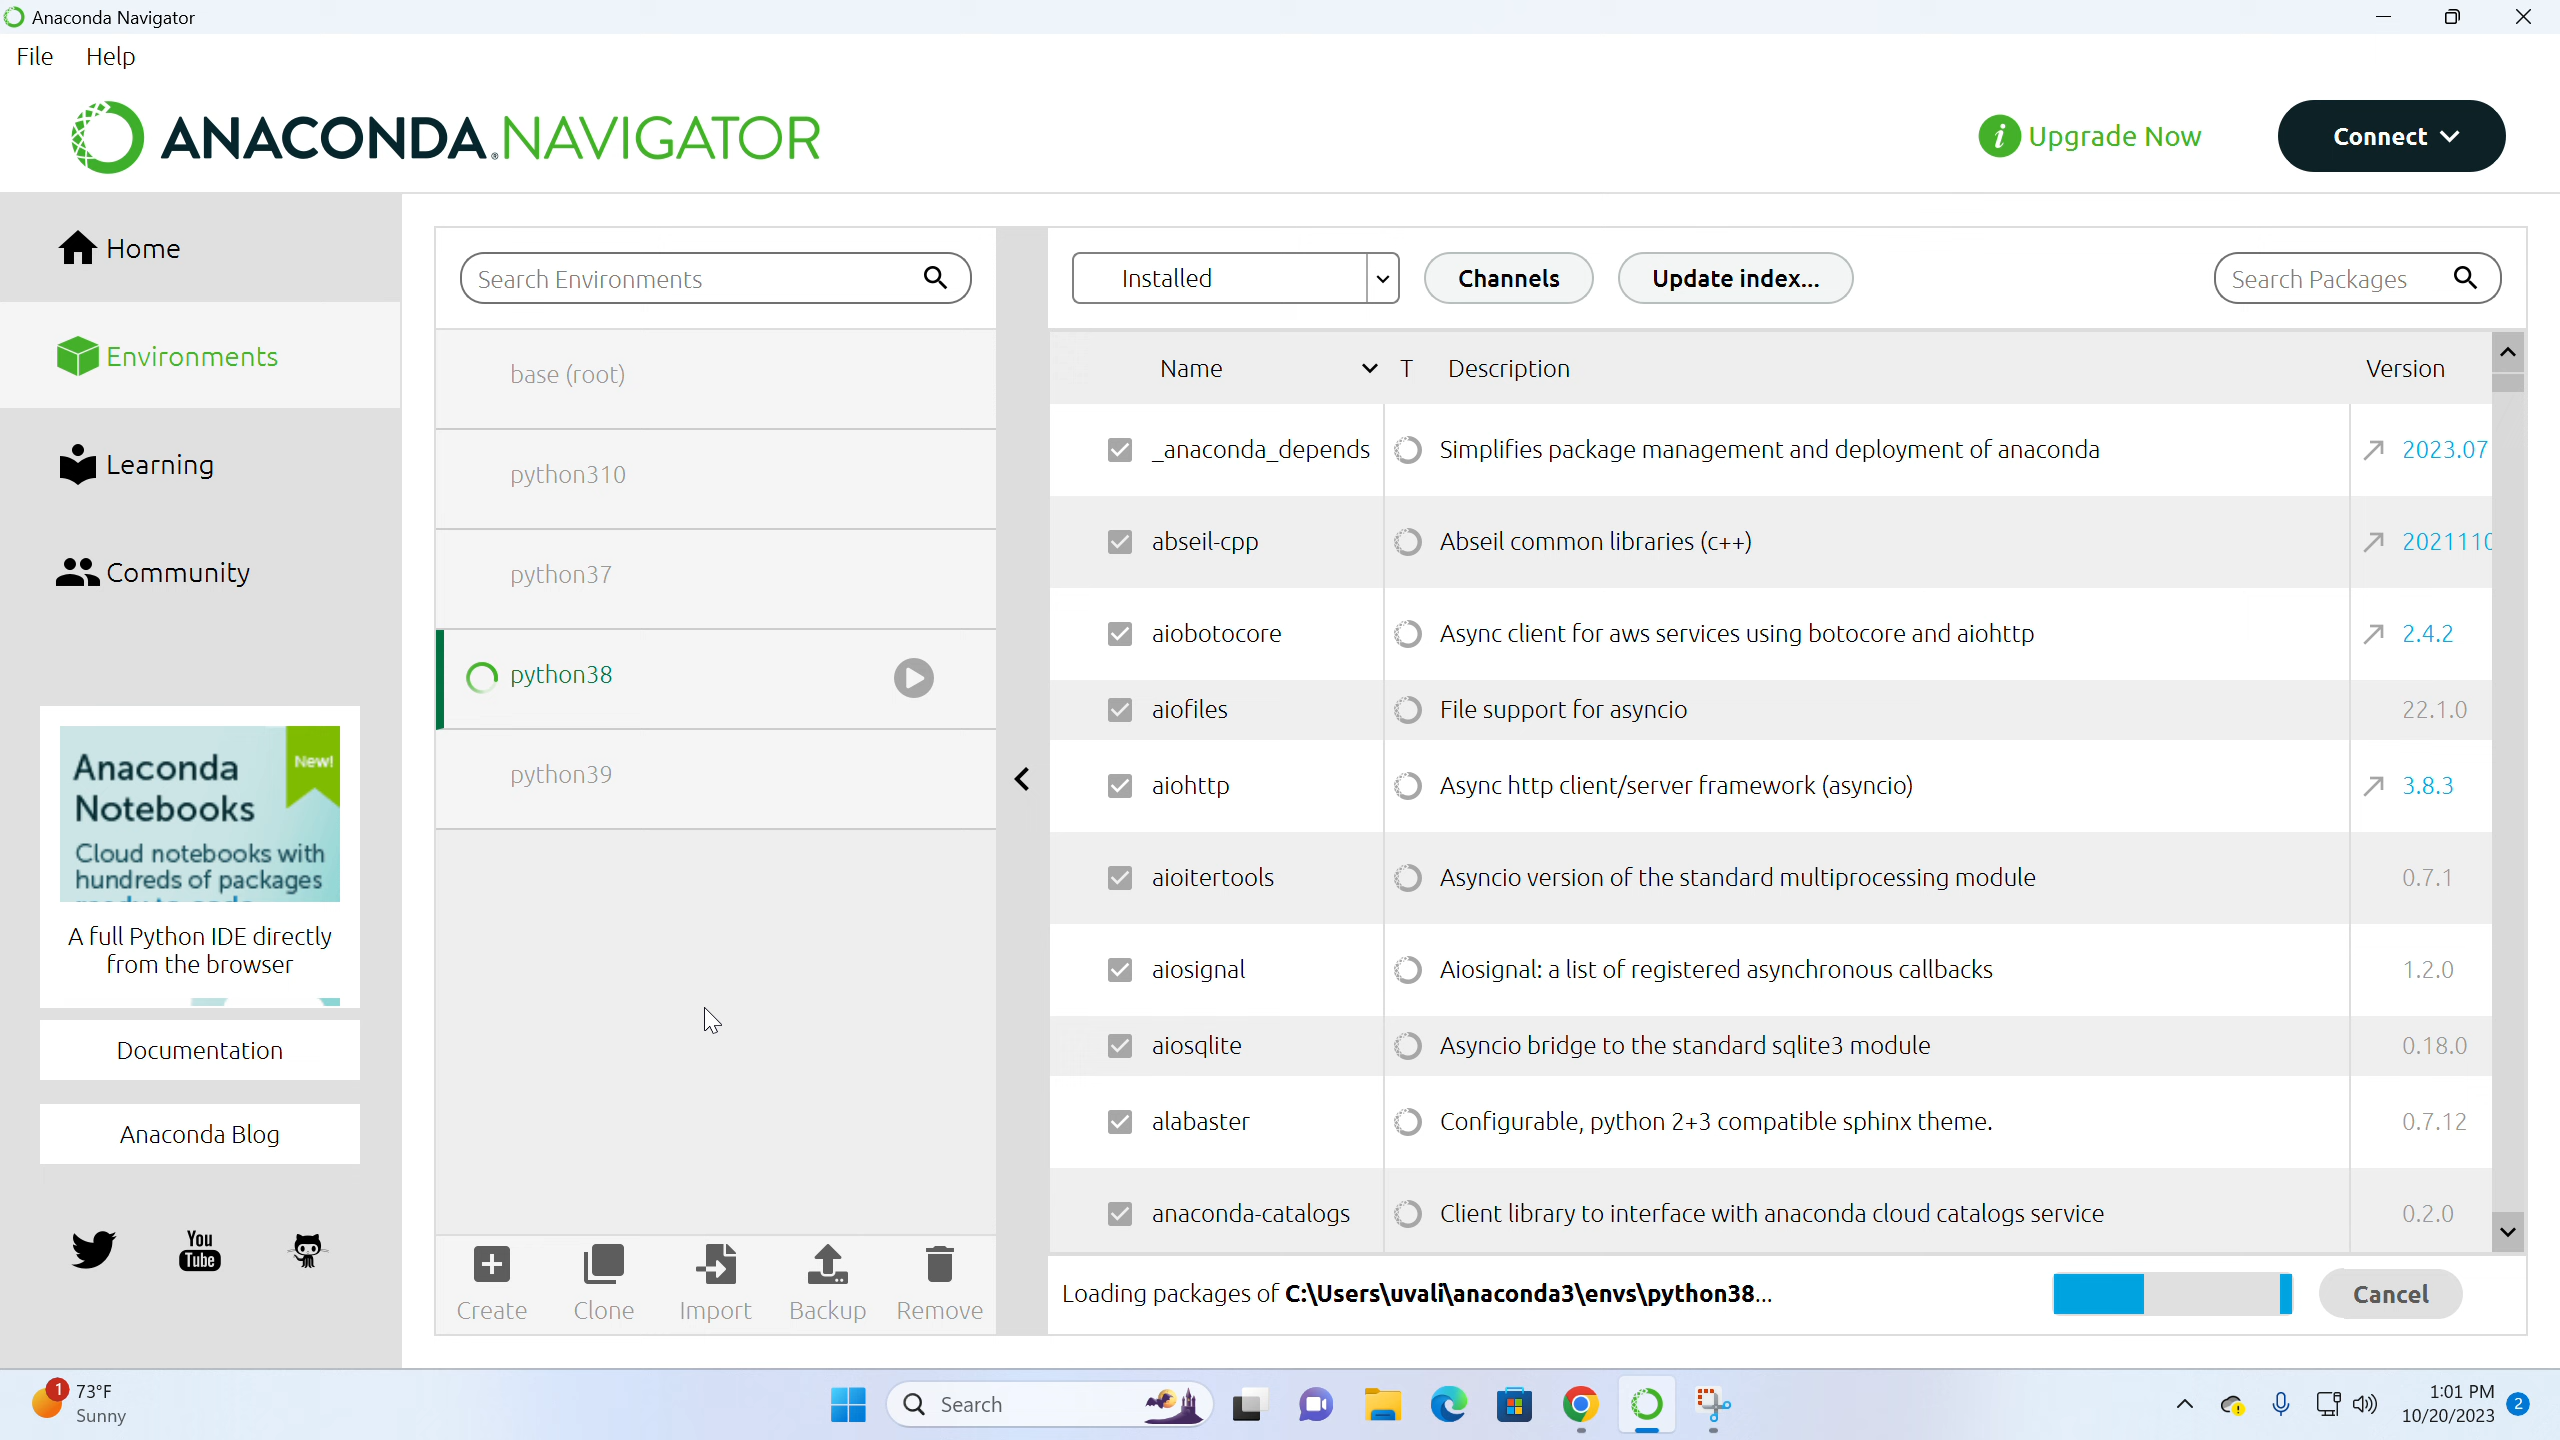 Anaconda Navigator
File Help
ANACONDA.NAVIGATOR
i Upgrade Now Connect
Home
Environments
Learning
Community
Anaconda
Notebooks
New!
Cloud notebooks with
hundreds of packages
A full Python IDE directly
from the browser
Documentation
Anaconda Blog
You
Tube
Search Environments
base (root)
python310
python37
python38
python39
Create Clone Import Backup Remove
Installed Channels Update index... Search Packages
Name T Description Version
_anaconda_depends Simplifies package management and deployment of anaconda 2023.07
abseil-cpp Abseil common libraries (c++) 2021110
aiobotocore Async client for aws services using botocore and aiohttp 2.4.2
aiofiles File support for asyncio 22.1.0
aiohttp Async http client/server framework (asyncio) 3.8.3
aioitertools Asyncio version of the standard multiprocessing module 0.7.1
aiosignal Aiosignal: a list of registered asynchronous callbacks 1.2.0
aiosqlite Asyncio bridge to the standard sqlite3 module 0.18.0
alabaster Configurable, python 2+3 compatible sphinx theme. 0.7.12
anaconda-catalogs Client library to interface with anaconda cloud catalogs service 0.2.0
Loading packages of C:\Users\uvali\anaconda3\envs\python38... Cancel
1 73°F
Sunny
Search
1:01 PM
10/20/2023
2